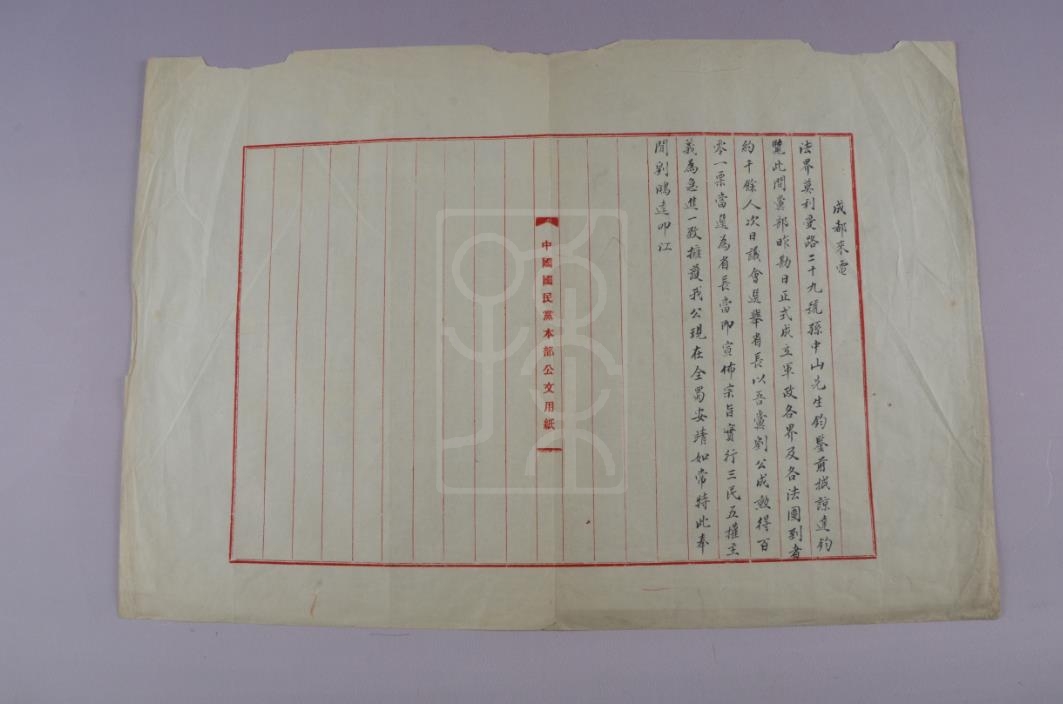 成都來電
法界莫利愛路二十九號孫中山先生鈞鑒前挻諒達鈞
覽此間黨部昨勘日正式成立軍政各界及各法團到者
約千餘人次日議會選舉省長以吾黨劉公成勳得百
零一票當選為省長當即宣佈宗旨實行三民五權主
義為急進一致擁護我公現在全蜀安靖如常特此奉
聞劉鵬達叩江
中國國民黨本部公文用紙